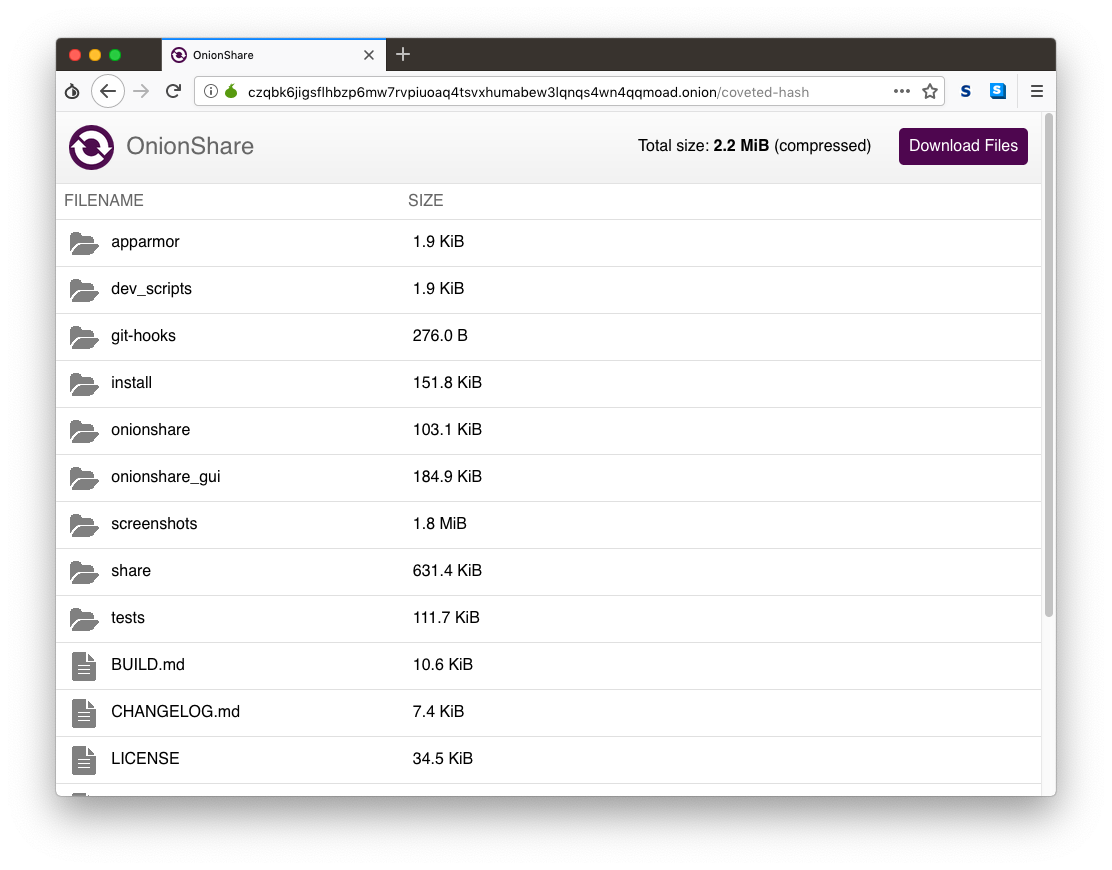 OnionShare
czqbk6jigsflhbzp6mw7rvpiuoaq4tsvxhumabew3lqnqs4wn4qqmoad.onion/coveted-hash
OnionShare Total size: 2.2 MiB (compressed) Download Files
FILENAME SIZE
apparmor 1.9 KiB
dev_scripts 1.9 KiB
git-hooks 276.0 B
install 151.8 KiB
onionshare 103.1 KiB
onionshare_gui 184.9 KiB
screenshots 1.8 MiB
share 631.4 KiB
tests 111.7 KiB
BUILD.md 10.6 KiB
CHANGELOG.md 7.4 KiB
LICENSE 34.5 KiB